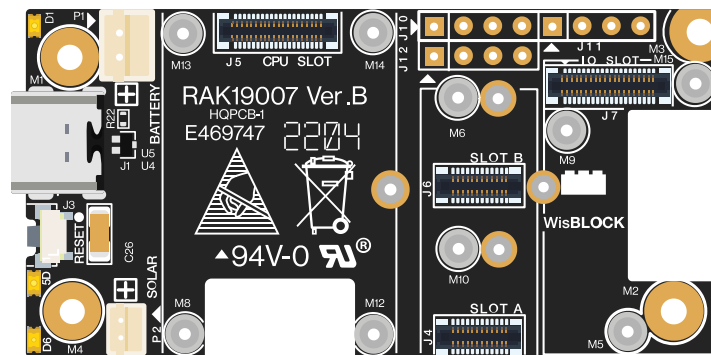 D1
P1
M1
BATTERY
R22
J1
U5
U4
J3
RESET
C26
5D
D6
M4
SOLAR
P2
M13
J5
CPU SLOT
M14
RAK19007 Ver.B
HQPCB-1
E469747
2204
94V-0
®
M8
M12
J10
J12
J11
M3
IO SLOT
M15
J7
M6
M9
SLOT B
J6
WisBLOCK
M10
SLOT A
J4
M2
M5